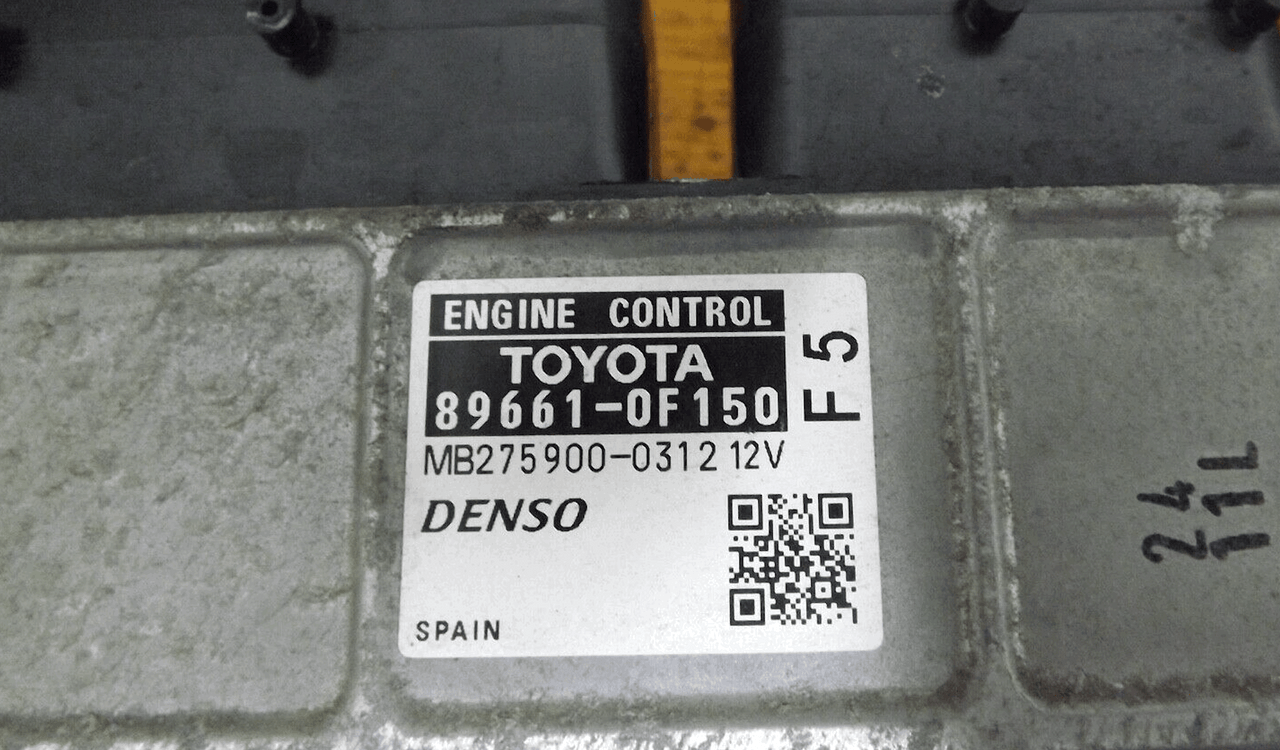 ENGINE CONTROL
TOYOTA
89661-0F150
F5
MB275900-0312 12V
DENSO
SPAIN
24
11L